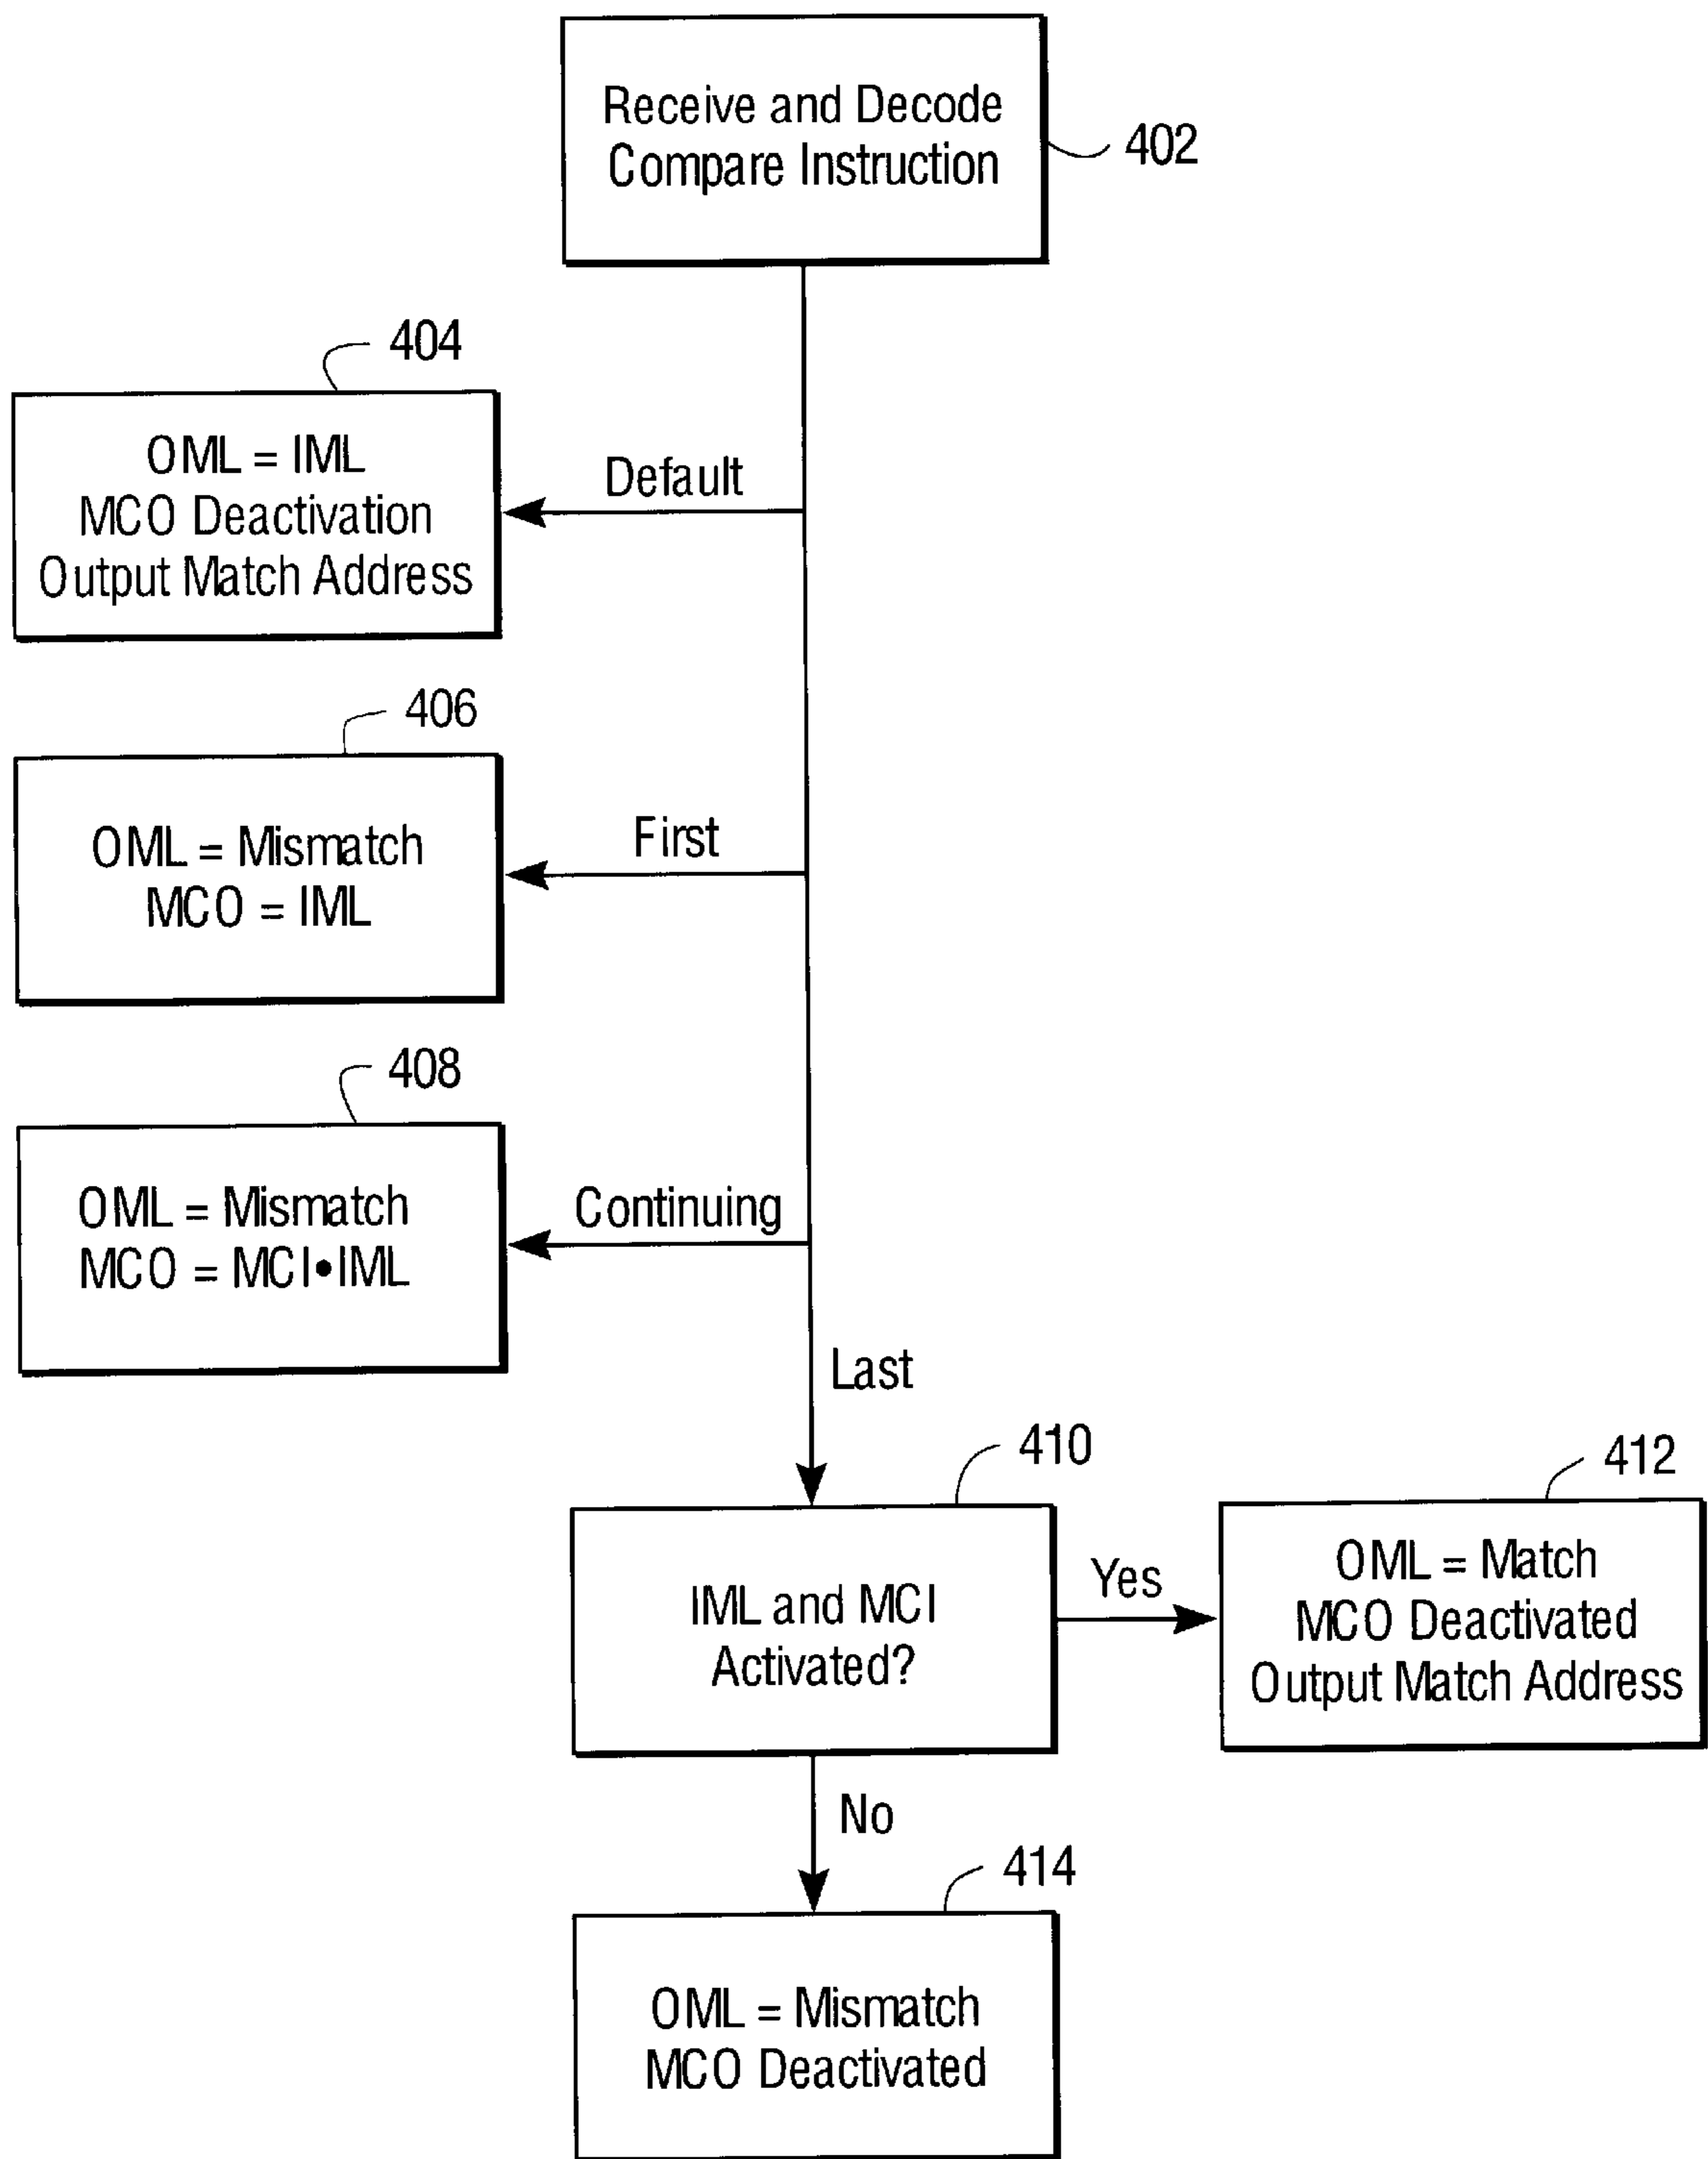 Receive and Decode
Compare Instruction
402
404
OML = IML
MCO Deactivation
Output Match Address
Default
406
OML = Mismatch
MCO = IML
First
408
OML = Mismatch
MCO = MCI•IML
Continuing
Last
410
IML and MCI
Activated?
Yes
412
OML = Match
MCO Deactivated
Output Match Address
No
414
OML = Mismatch
MCO Deactivated